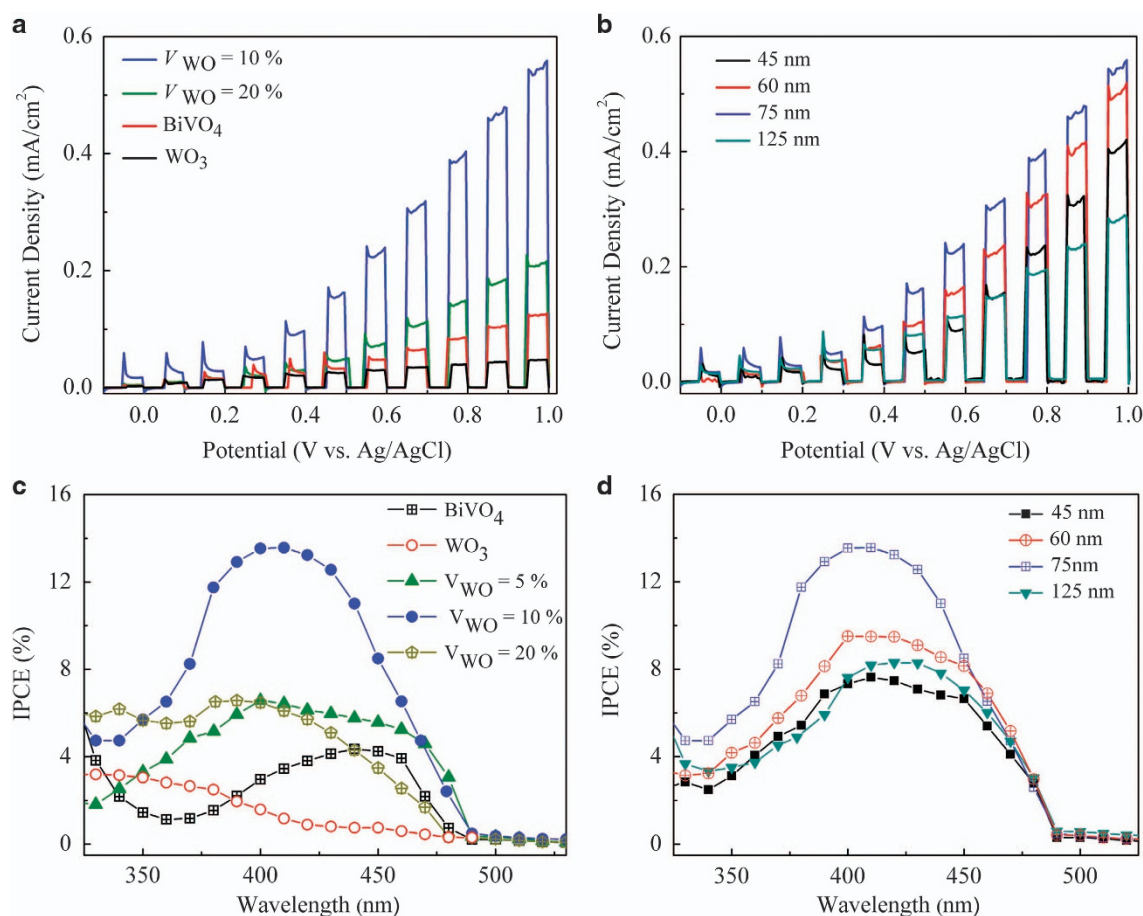 a
0.6
0.4
0.2
0.0
Current Density (mA/cm²)
V WO = 10 %
V WO = 20 %
BiVO₄
WO₃
0.0 0.2 0.4 0.6 0.8 1.0
Potential (V vs. Ag/AgCl)
b
0.6
0.4
0.2
0.0
Current Density (mA/cm²)
45 nm
60 nm
75 nm
125 nm
0.0 0.2 0.4 0.6 0.8 1.0
Potential (V vs. Ag/AgCl)
c
16
12
8
4
0
IPCE (%)
BiVO₄
WO₃
V WO = 5 %
V WO = 10 %
V WO = 20 %
350 400 450 500
Wavelength (nm)
d
16
12
8
4
0
IPCE (%)
45 nm
60 nm
75nm
125 nm
350 400 450 500
Wavelength (nm)